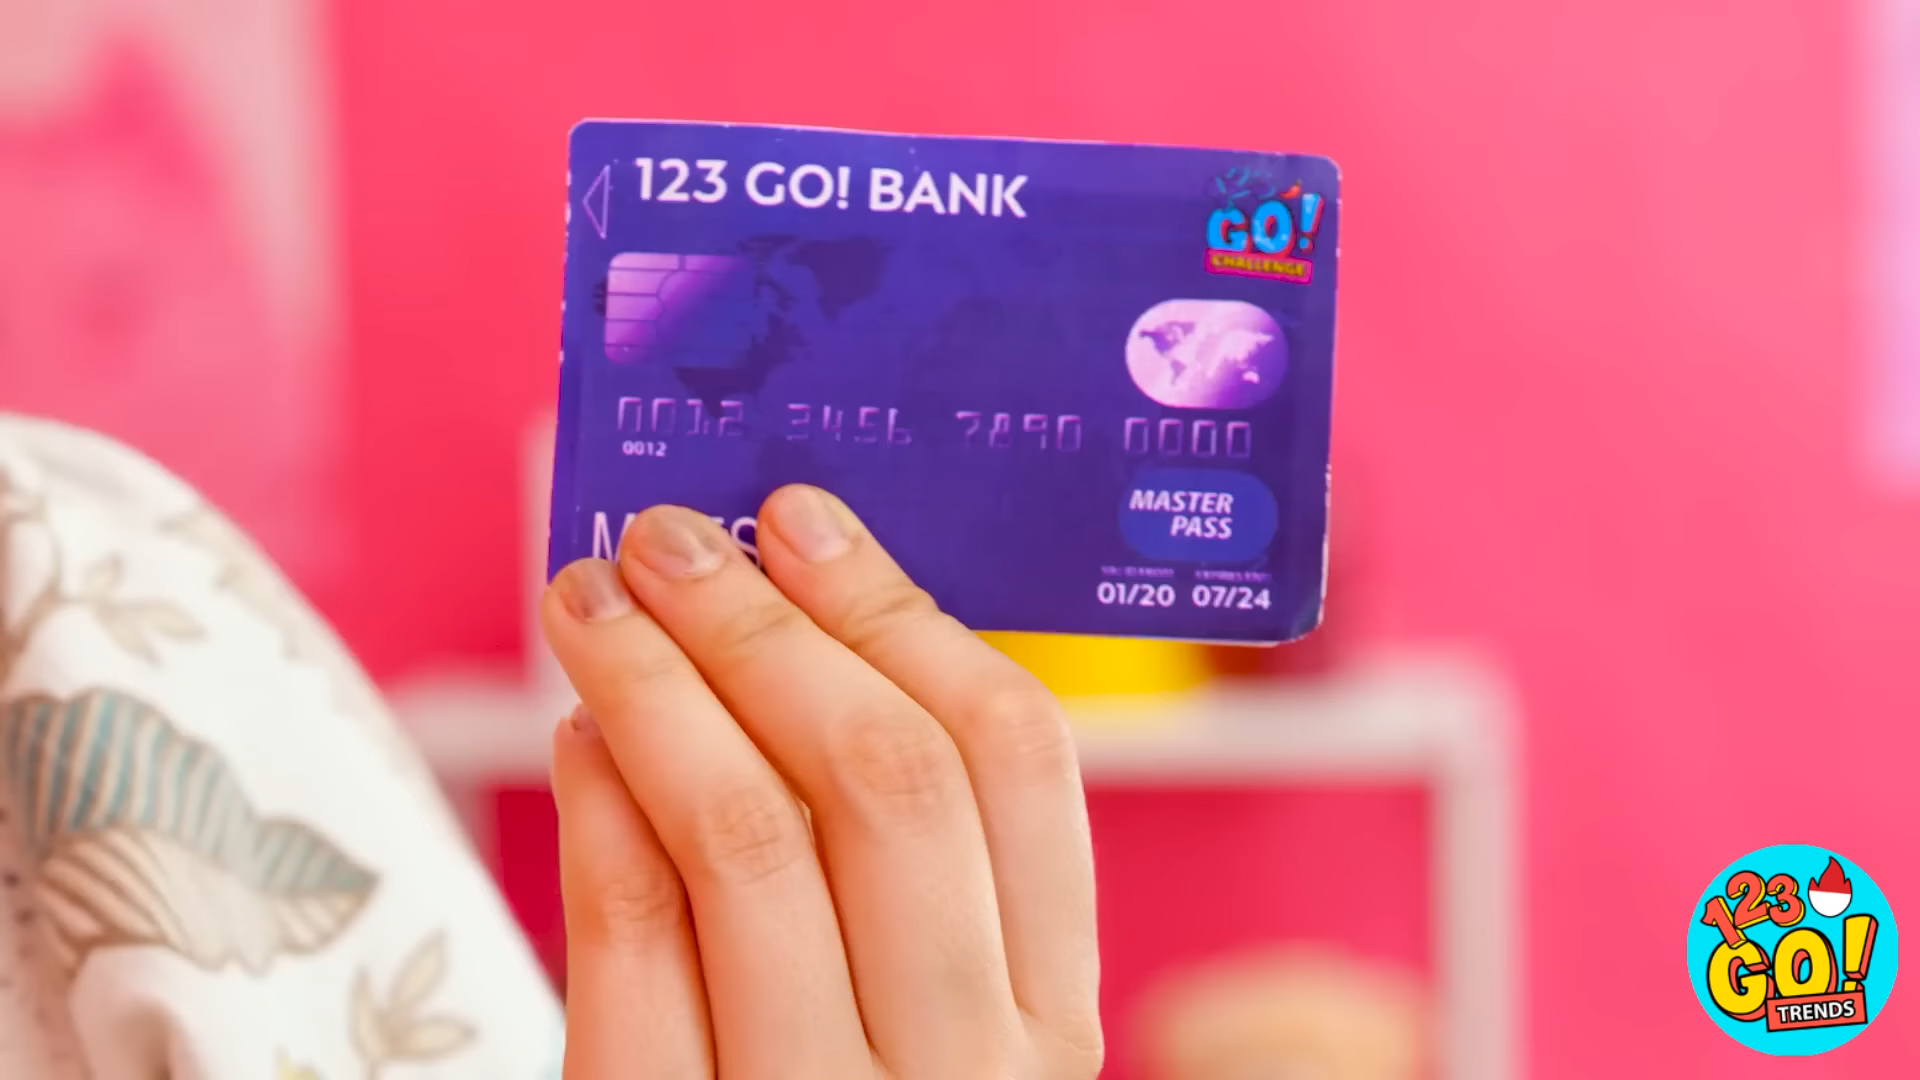 123 GO! BANK
123
GO!
CHALLENGE
0012 3456 7890 0000
0012
MASTER
PASS
01/20 07/24
123
GO!
TRENDS